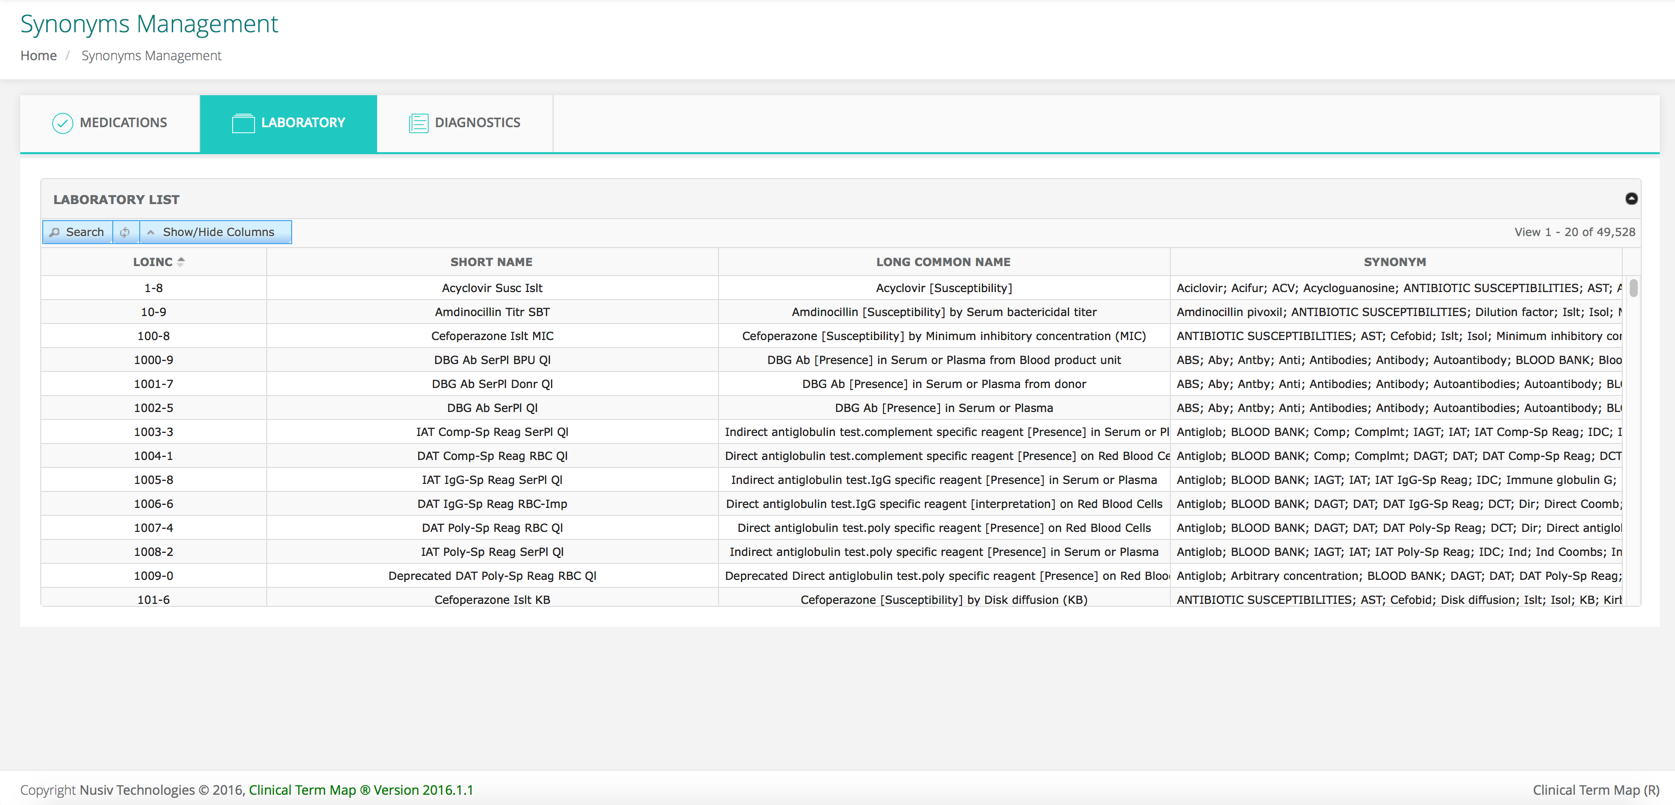 Synonyms Management
Home / Synonyms Management
MEDICATIONS LABORATORY DIAGNOSTICS
LABORATORY LIST
Search Show/Hide Columns View 1 - 20 of 49,528
LOINC SHORT NAME LONG COMMON NAME SYNONYM
1-8 Acyclovir Susc Islt Acyclovir [Susceptibility] Aciclovir; Acifur; ACV; Acycloguanosine; ANTIBIOTIC SUSCEPTIBILITIES; AST; A
10-9 Amdinocillin Titr SBT Amdinocillin [Susceptibility] by Serum bactericidal titer Amdinocillin pivoxil; ANTIBIOTIC SUSCEPTIBILITIES; Dilution factor; Islt; Isol;
100-8 Cefoperazone Islt MIC Cefoperazone [Susceptibility] by Minimum inhibitory concentration (MIC) ANTIBIOTIC SUSCEPTIBILITIES; AST; Cefobid; Islt; Isol; Minimum inhibitory cor
1000-9 DBG Ab SerPl BPU Ql DBG Ab [Presence] in Serum or Plasma from Blood product unit ABS; Aby; Antby; Anti; Antibodies; Antibody; Autoantibody; BLOOD BANK; Bloo
1001-7 DBG Ab SerPl Donr Ql DBG Ab [Presence] in Serum or Plasma from donor ABS; Aby; Antby; Anti; Antibodies; Antibody; Autoantibodies; Autoantibody; BL
1002-5 DBG Ab SerPl Ql DBG Ab [Presence] in Serum or Plasma ABS; Aby; Antby; Anti; Antibodies; Antibody; Autoantibodies; Autoantibody; BL
1003-3 IAT Comp-Sp Reag SerPl Ql Indirect antiglobulin test.complement specific reagent [Presence] in Serum or Pl Antiglob; BLOOD BANK; Comp; Complmt; IAGT; IAT; IAT Comp-Sp Reag; IDC; I
1004-1 DAT Comp-Sp Reag RBC Ql Direct antiglobulin test.complement specific reagent [Presence] on Red Blood Ce Antiglob; BLOOD BANK; Comp; Complmt; DAGT; DAT; DAT Comp-Sp Reag; DCT
1005-8 IAT IgG-Sp Reag SerPl Ql Indirect antiglobulin test.IgG specific reagent [Presence] in Serum or Plasma Antiglob; BLOOD BANK; IAGT; IAT; IAT IgG-Sp Reag; IDC; Immune globulin G;
1006-6 DAT IgG-Sp Reag RBC-Imp Direct antiglobulin test.IgG specific reagent [interpretation] on Red Blood Cells Antiglob; BLOOD BANK; DAGT; DAT; DAT IgG-Sp Reag; DCT; Dir; Direct Coomb;
1007-4 DAT Poly-Sp Reag RBC Ql Direct antiglobulin test.poly specific reagent [Presence] on Red Blood Cells Antiglob; BLOOD BANK; DAGT; DAT; DAT Poly-Sp Reag; DCT; Dir; Direct antiglol
1008-2 IAT Poly-Sp Reag SerPl Ql Indirect antiglobulin test.poly specific reagent [Presence] in Serum or Plasma Antiglob; BLOOD BANK; IAGT; IAT; IAT Poly-Sp Reag; IDC; Ind; Ind Coombs; In
1009-0 Deprecated DAT Poly-Sp Reag RBC Ql Deprecated Direct antiglobulin test.poly specific reagent [Presence] on Red Bloo Antiglob; Arbitrary concentration; BLOOD BANK; DAGT; DAT; DAT Poly-Sp Reag;
101-6 Cefoperazone Islt KB Cefoperazone [Susceptibility] by Disk diffusion (KB) ANTIBIOTIC SUSCEPTIBILITIES; AST; Cefobid; Disk diffusion; Islt; Isol; KB; Kirl
Copyright Nusiv Technologies © 2016, Clinical Term Map ® Version 2016.1.1 Clinical Term Map (R)